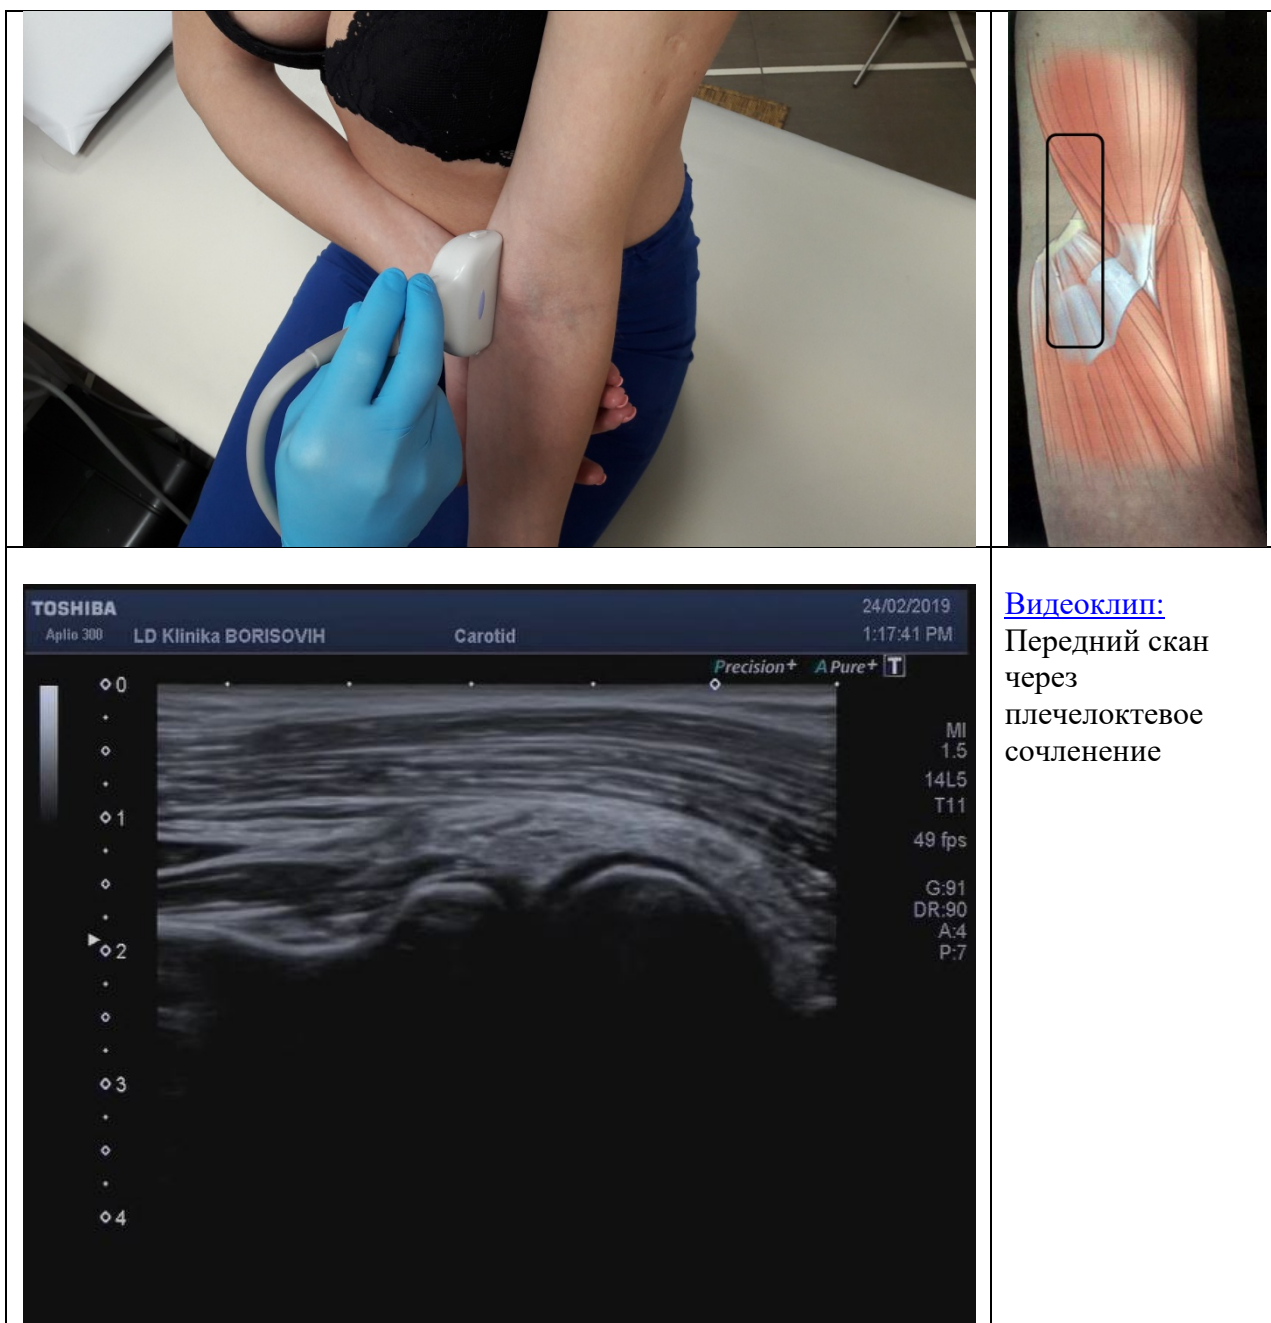 TOSHIBA
24/02/2019
Aplio 300 LD Klinika BORISOVIH Carotid 1:17:41 PM
Precision+ A Pure+ T
0
MI
1.5
14L5
T11
1
49 fps
G:91
DR:90
A:4
2
P:7
3
4
Видеоклип:
Передний скан
через
плечелоктевое
сочленение